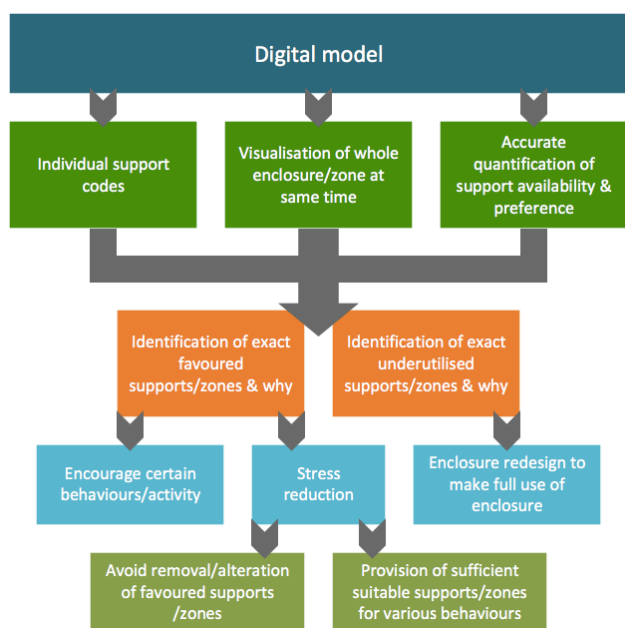 Digital model
Individual support
codes
Visualisation of whole
enclosure/zone at
same time
Accurate
quantification of
support availability &
preference
Identification of exact
favoured
supports/zones & why
Identification of exact
underutilised
supports/zones & why
Encourage certain
behaviours/activity
Stress
reduction
Enclosure redesign to
make full use of
enclosure
Avoid removal/alteration
of favoured supports
/zones
Provision of sufficient
suitable supports/zones
for various behaviours